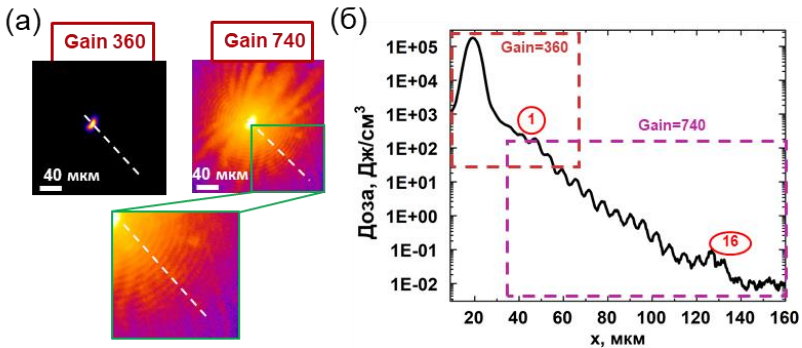 (а)
Gain 360
Gain 740
40 мкм
40 мкм
(б)
1E+05
1E+04
1E+03
1E+02
1E+01
1E+00
1E-01
1E-02
Доза, Дж/см³
Gain=360
Gain=740
1
16
20 40 60 80 100 120 140 160
x, мкм